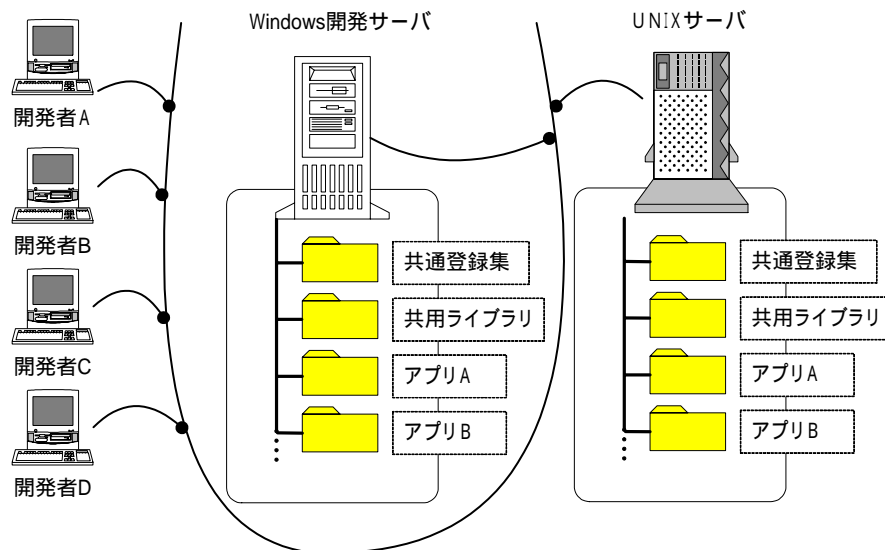 Windows開発サーバ
UNIXサーバ
開発者A
開発者B
開発者C
開発者D
共通登録集
共用ライブラリ
アプリA
アプリB
共通登録集
共用ライブラリ
アプリA
アプリB